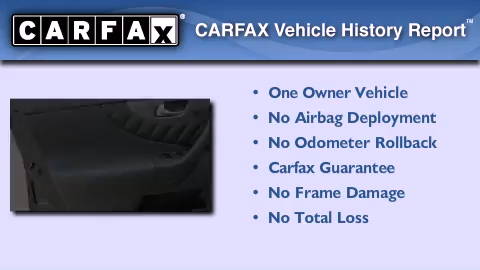 CARFAX® CARFAX Vehicle History Report™
• One Owner Vehicle
• No Airbag Deployment
• No Odometer Rollback
• Carfax Guarantee
• No Frame Damage
• No Total Loss